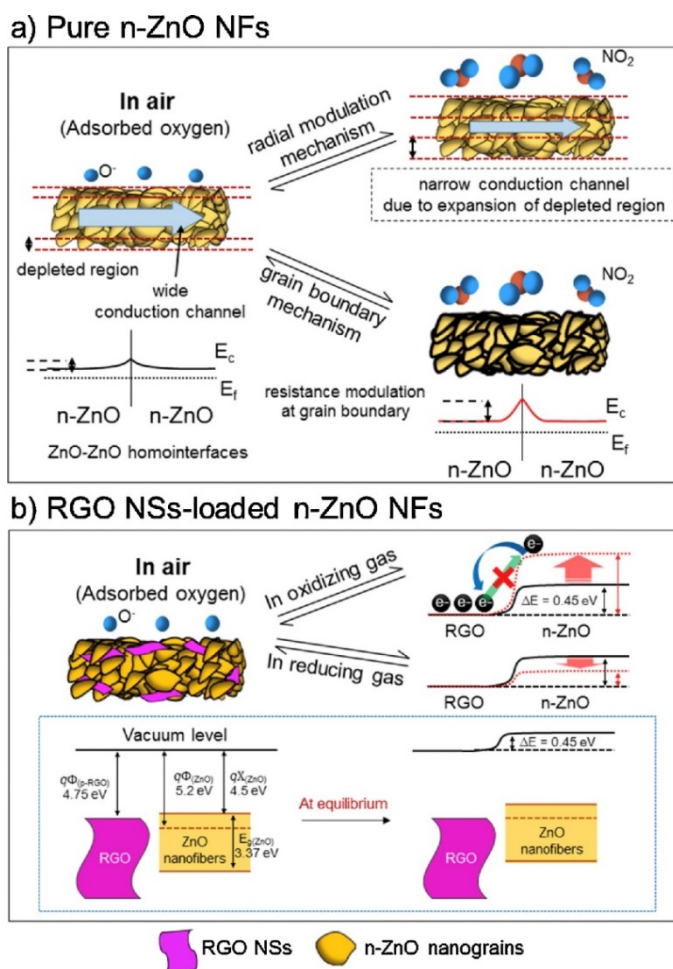 a) Pure n-ZnO NFs
In air
(Adsorbed oxygen)
O-
depleted region
wide
conduction channel
Ec
Ef
n-ZnO n-ZnO
ZnO-ZnO homointerfaces
radial modulation
mechanism
NO2
narrow conduction channel
due to expansion of depleted region
grain boundary
mechanism
NO2
resistance modulation
at grain boundary
Ec
Ef
n-ZnO n-ZnO
b) RGO NSs-loaded n-ZnO NFs
In air
(Adsorbed oxygen)
O-
In oxidizing gas
In reducing gas
e-
e- e- e-
ΔE = 0.45 eV
RGO n-ZnO
RGO n-ZnO
Vacuum level
qΦ(p-RGO)
4.75 eV
qΦ(ZnO)
5.2 eV
qX(ZnO)
4.5 eV
RGO
Eg(ZnO)
3.37 eV
ZnO
nanofibers
At equilibrium
ΔE = 0.45 eV
RGO
ZnO
nanofibers
RGO NSs n-ZnO nanograins